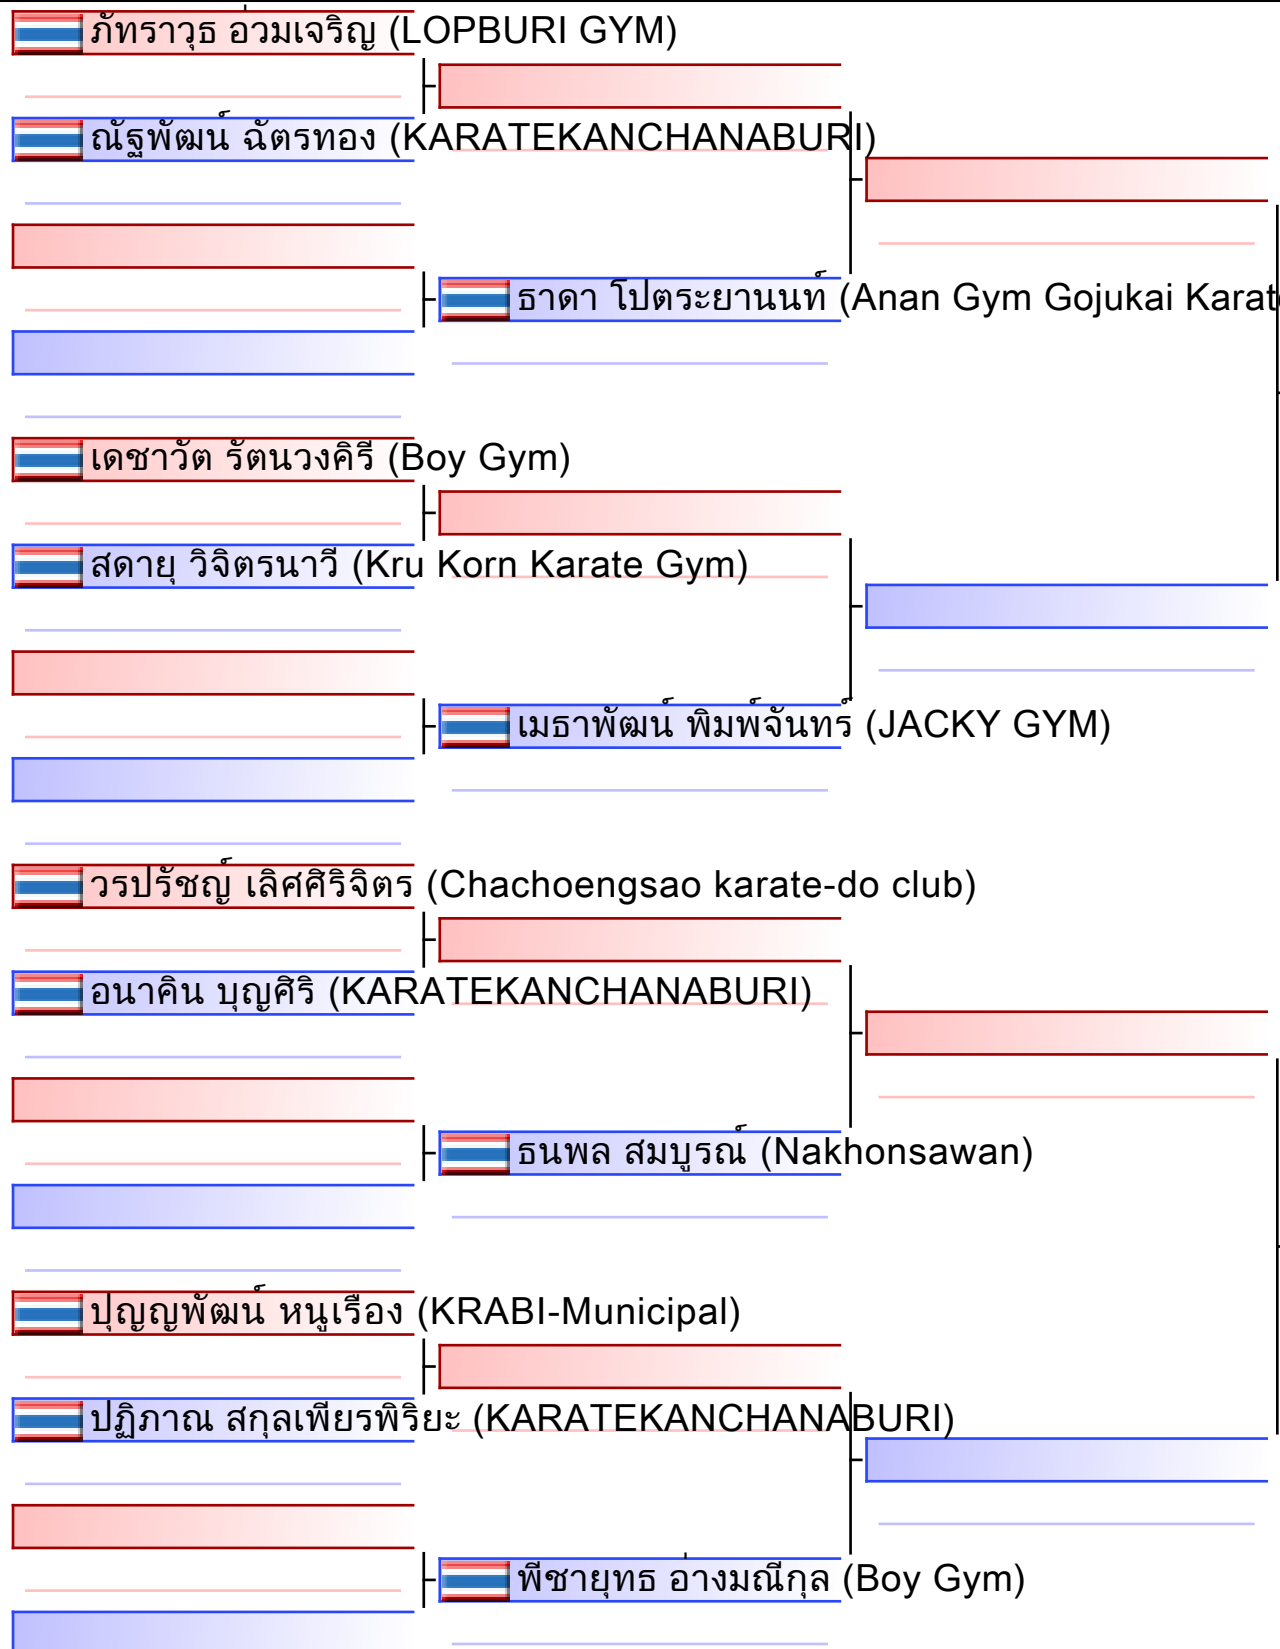 ภัทราวุธ อ่วมเจริญ (LOPBURI GYM)
ณัฐพัฒน์ ฉัตรทอง (KARATEKANCHANABURI)
ธาดา โปตระยานนท์ (Anan Gym Gojukai Karat
เดชาวัต รัตนวงคิรี (Boy Gym)
สดายุ วิจิตรนาวี (Kru Korn Karate Gym)
เมธาพัฒน์ พิมพ์จันทร์ (JACKY GYM)
วรปรัชญ์ เลิศศิริจิตร (Chachoengsao karate-do club)
อนาคิน บุญศิริ (KARATEKANCHANABURI)
ธนพล สมบูรณ์ (Nakhonsawan)
ปุญญพัฒน์ หนูเรือง (KRABI-Municipal)
ปฏิภาณ สกุลเพียรพิริยะ (KARATEKANCHANABURI)
พีชายุทธ อ่างมณีกุล (Boy Gym)